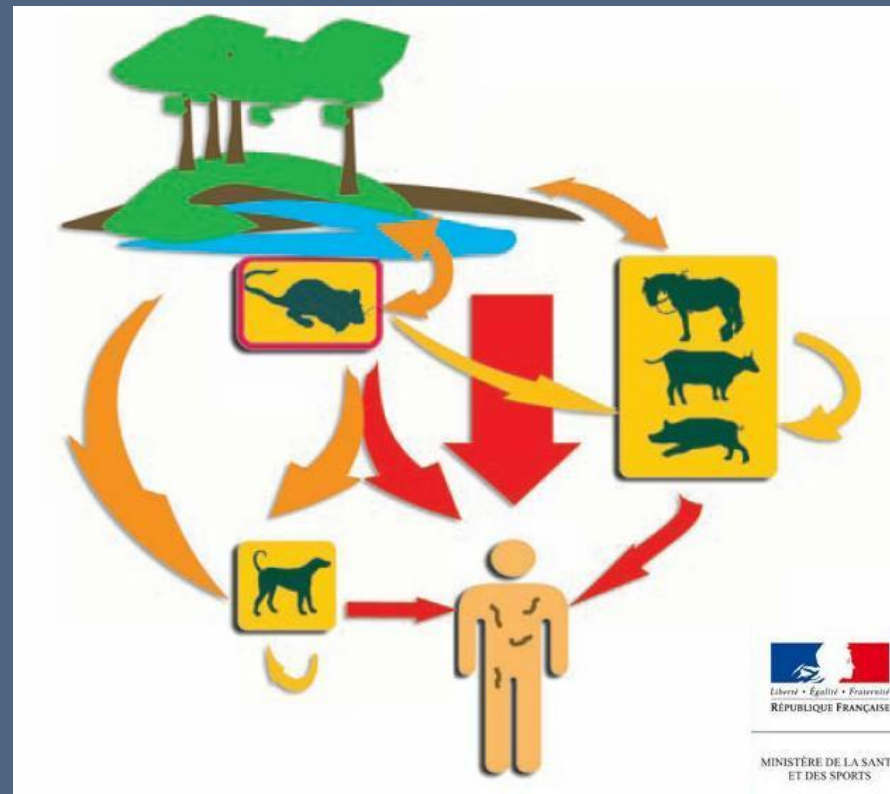 Liberté • Égalité • Fraternité
RÉPUBLIQUE FRANÇAISE
MINISTÈRE DE LA SANT
ET DES SPORTS